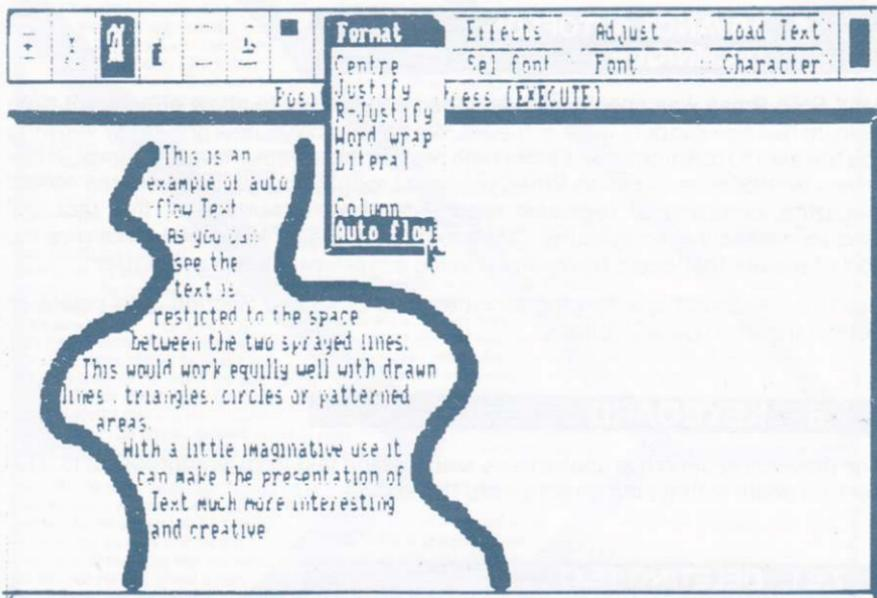 Format Effects Adjust Load Text
Centre Sel font Font Character
Justify
Posit ress [EXECUTE]
R-Justify
Word wrap
Literal
Column
Auto flow
This is an
example of auto
-flow Text
As you can
see the
text is
resticted to the space
between the two sprayed lines.
This would work equilly well with drawn
lines, triangles, circles or patterned
areas.
With a little imaginative use it
can make the presentation of
Text much more interesting
and creative